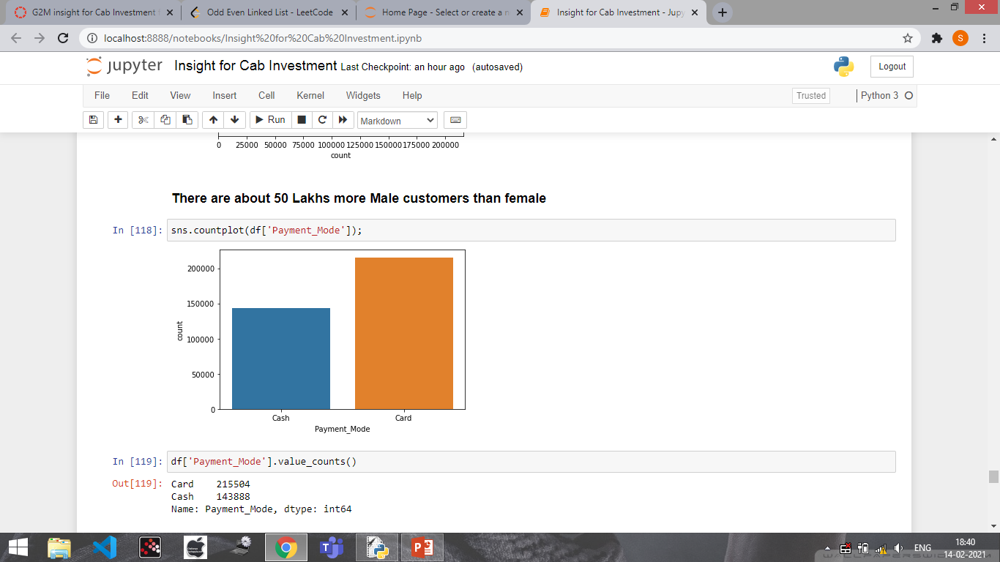 G2M insight for Cab Investment
Odd Even Linked List - LeetCode
Home Page - Select or create a n
Insight for Cab Investment - Jupy
localhost:8888/notebooks/Insight%20for%20Cab%20Investment.ipynb
S
jupyter Insight for Cab Investment Last Checkpoint: an hour ago (autosaved)
Logout
File Edit View Insert Cell Kernel Widgets Help
Trusted
Python 3
Run
Markdown
0 25000 50000 75000 100000 125000 150000 175000 200000
count
There are about 50 Lakhs more Male customers than female
In [118]: sns.countplot(df['Payment_Mode']);
200000
150000
100000
50000
0
count
Cash Card
Payment_Mode
In [119]: df['Payment_Mode'].value_counts()
Out[119]: Card 215504
Cash 143888
Name: Payment_Mode, dtype: int64
ENG
18:40
14-02-2021